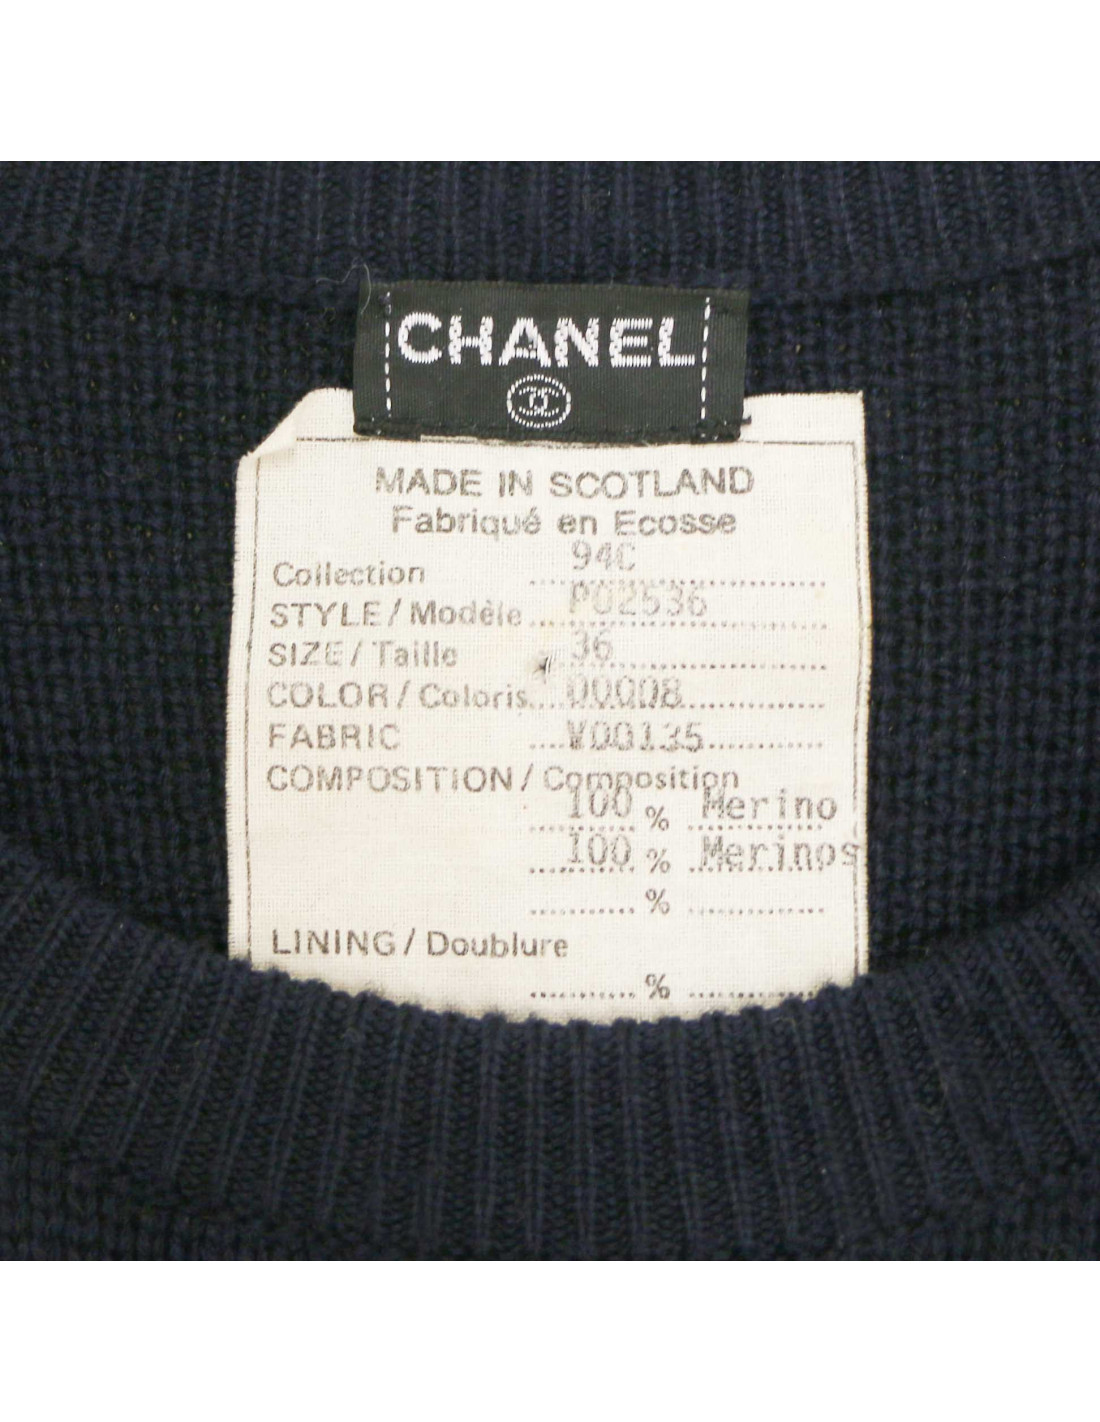 CHANEL
MADE IN SCOTLAND
Fabriqué en Ecosse
Collection 94C
STYLE / Modèle P02536
SIZE / Taille 36
COLOR / Coloris 00008
FABRIC V00135
COMPOSITION / Composition
100 % Merino
100 % Merinos
%
LINING / Doublure
%